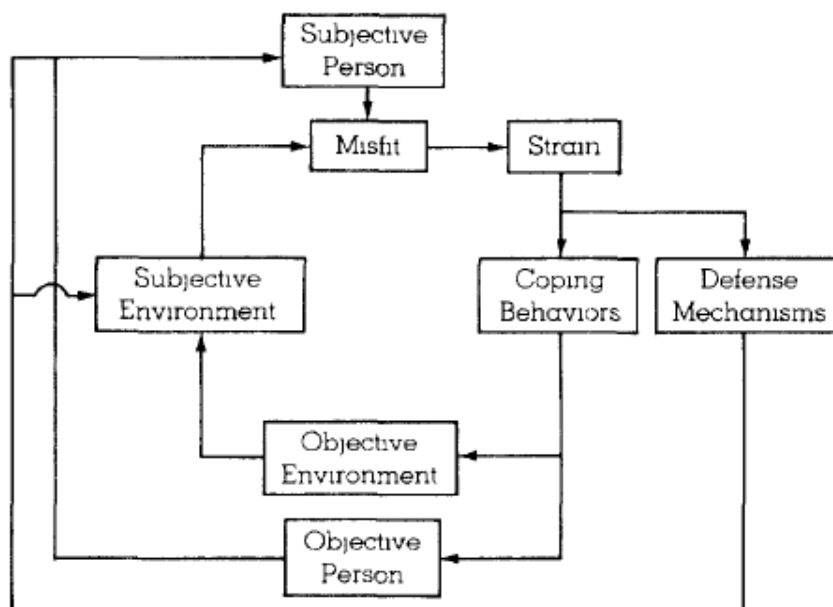 Subjective
Person
Misfit
Strain
Subjective
Environment
Coping
Behaviors
Defense
Mechanisms
Objective
Environment
Objective
Person